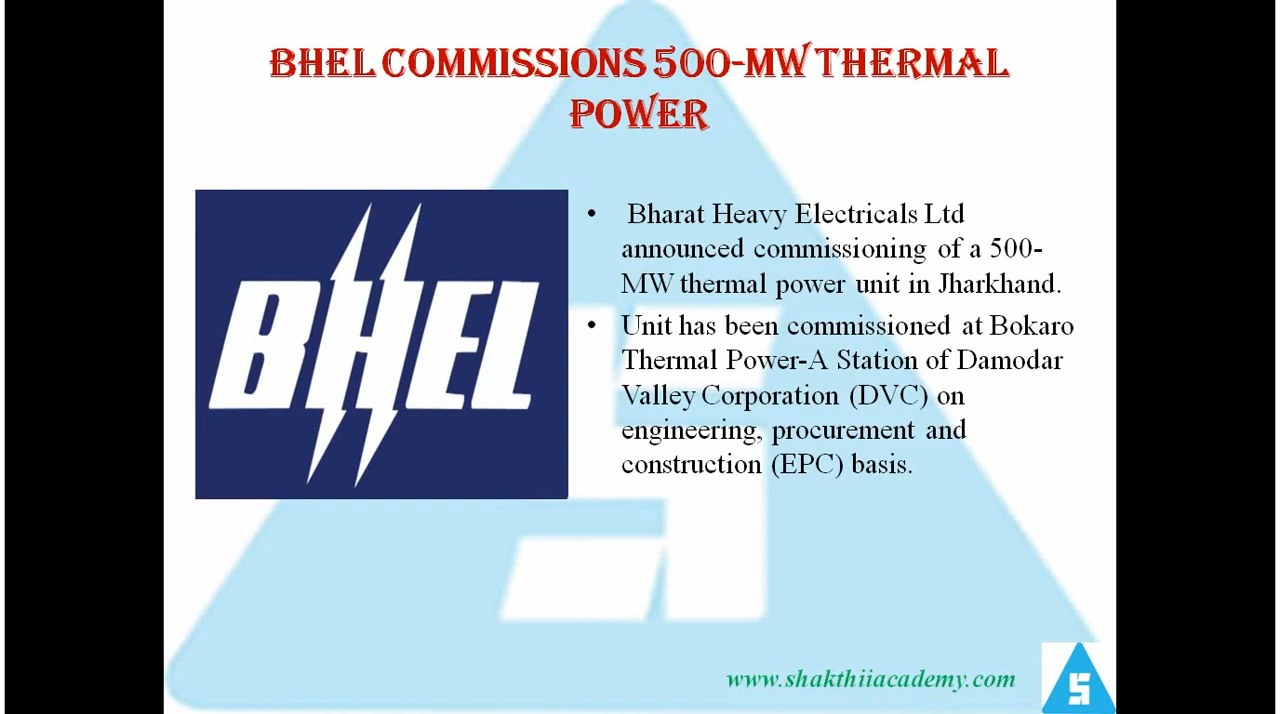 BHEL COMMISSIONS 500-MW THERMAL
POWER
BHEL
• Bharat Heavy Electricals Ltd
announced commissioning of a 500-
MW thermal power unit in Jharkhand.
• Unit has been commissioned at Bokaro
Thermal Power-A Station of Damodar
Valley Corporation (DVC) on
engineering, procurement and
construction (EPC) basis.
www.shakthiiacademy.com
S